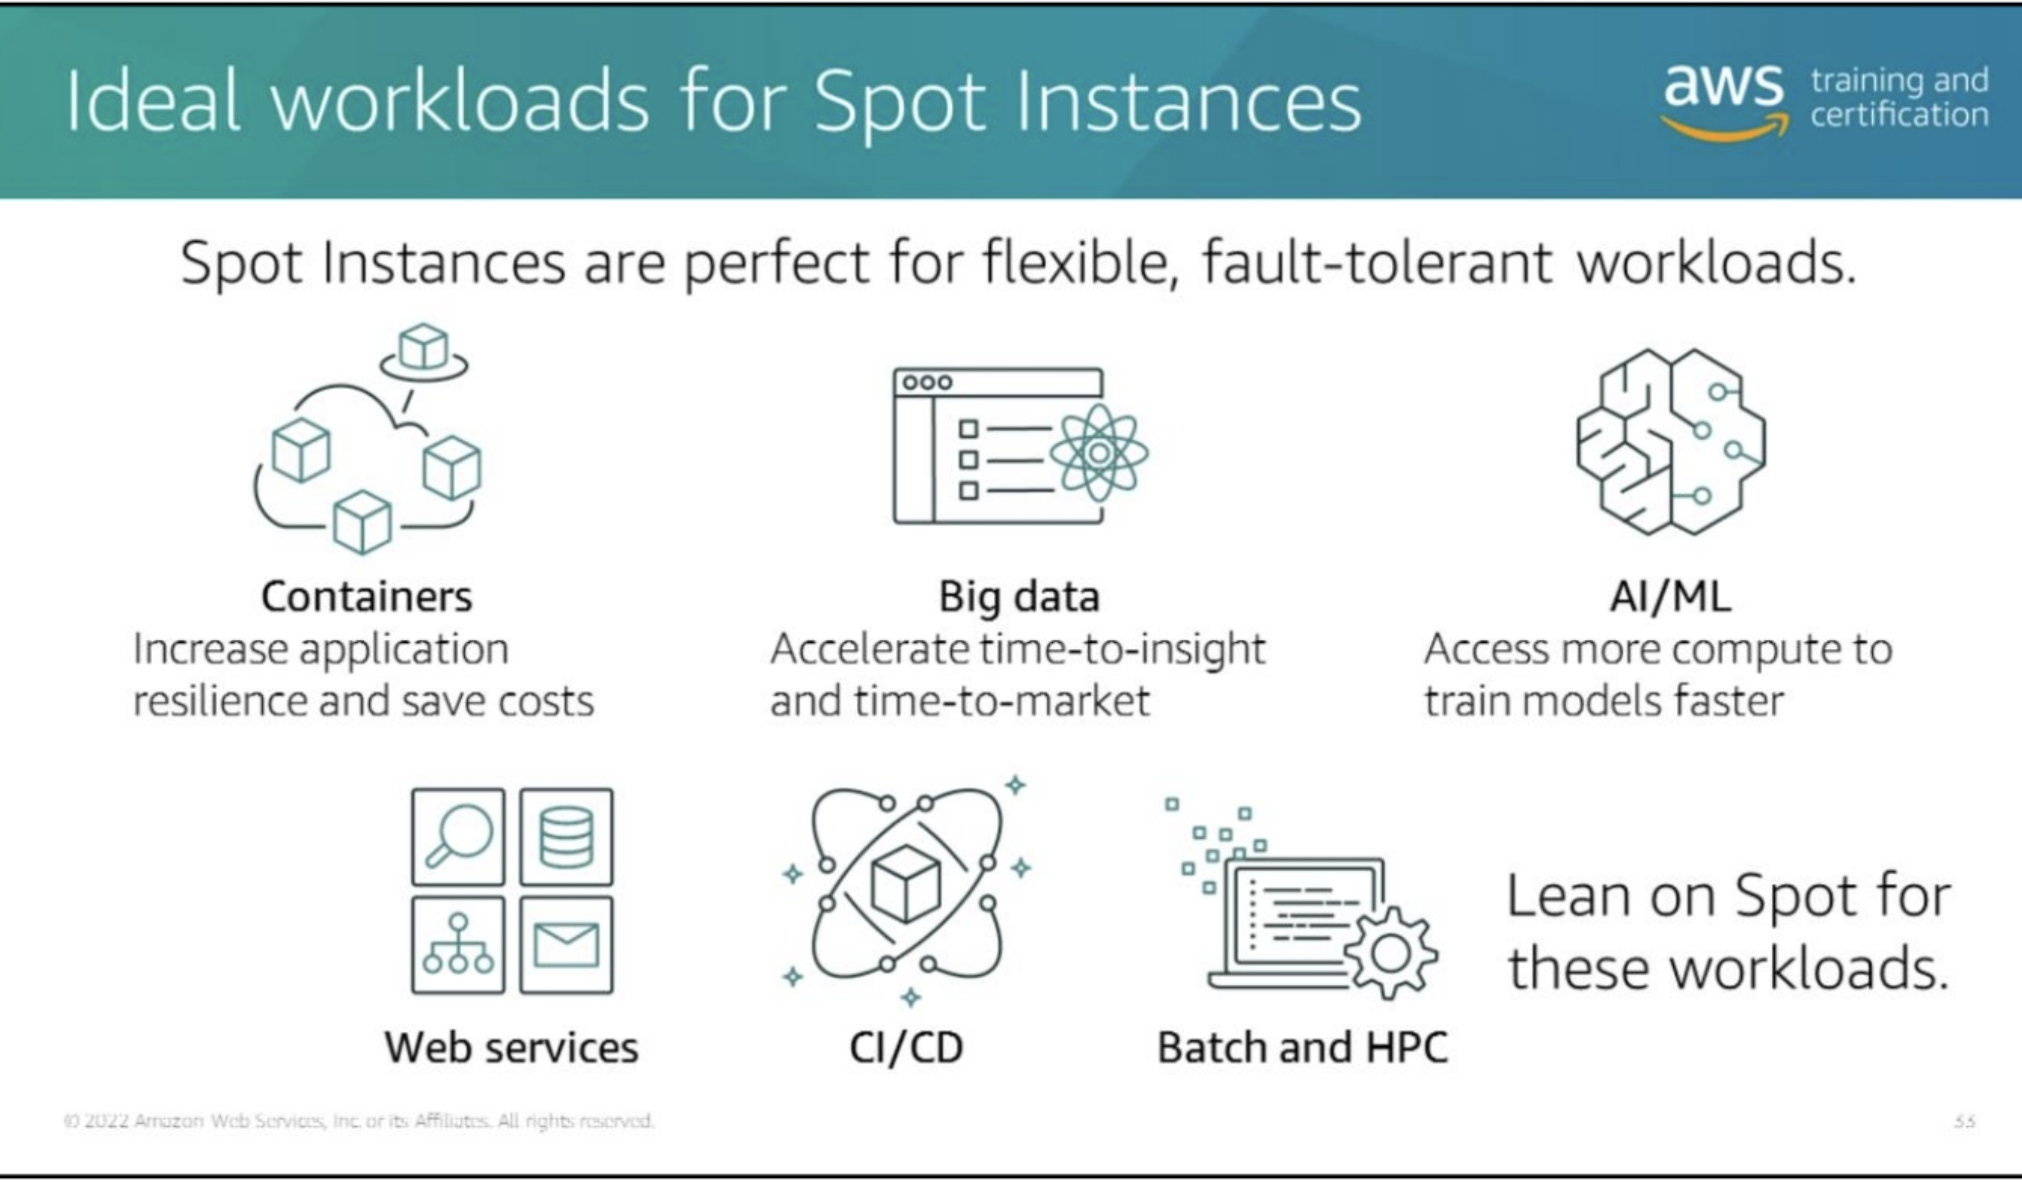 Ideal workloads for Spot Instances
aws training and
certification
Spot Instances are perfect for flexible, fault-tolerant workloads.
Containers
Increase application
resilience and save costs
Big data
Accelerate time-to-insight
and time-to-market
AI/ML
Access more compute to
train models faster
Web services
CI/CD
Batch and HPC
Lean on Spot for
these workloads.
© 2022 Amazon Web Services, Inc. or its Affiliates. All rights reserved.